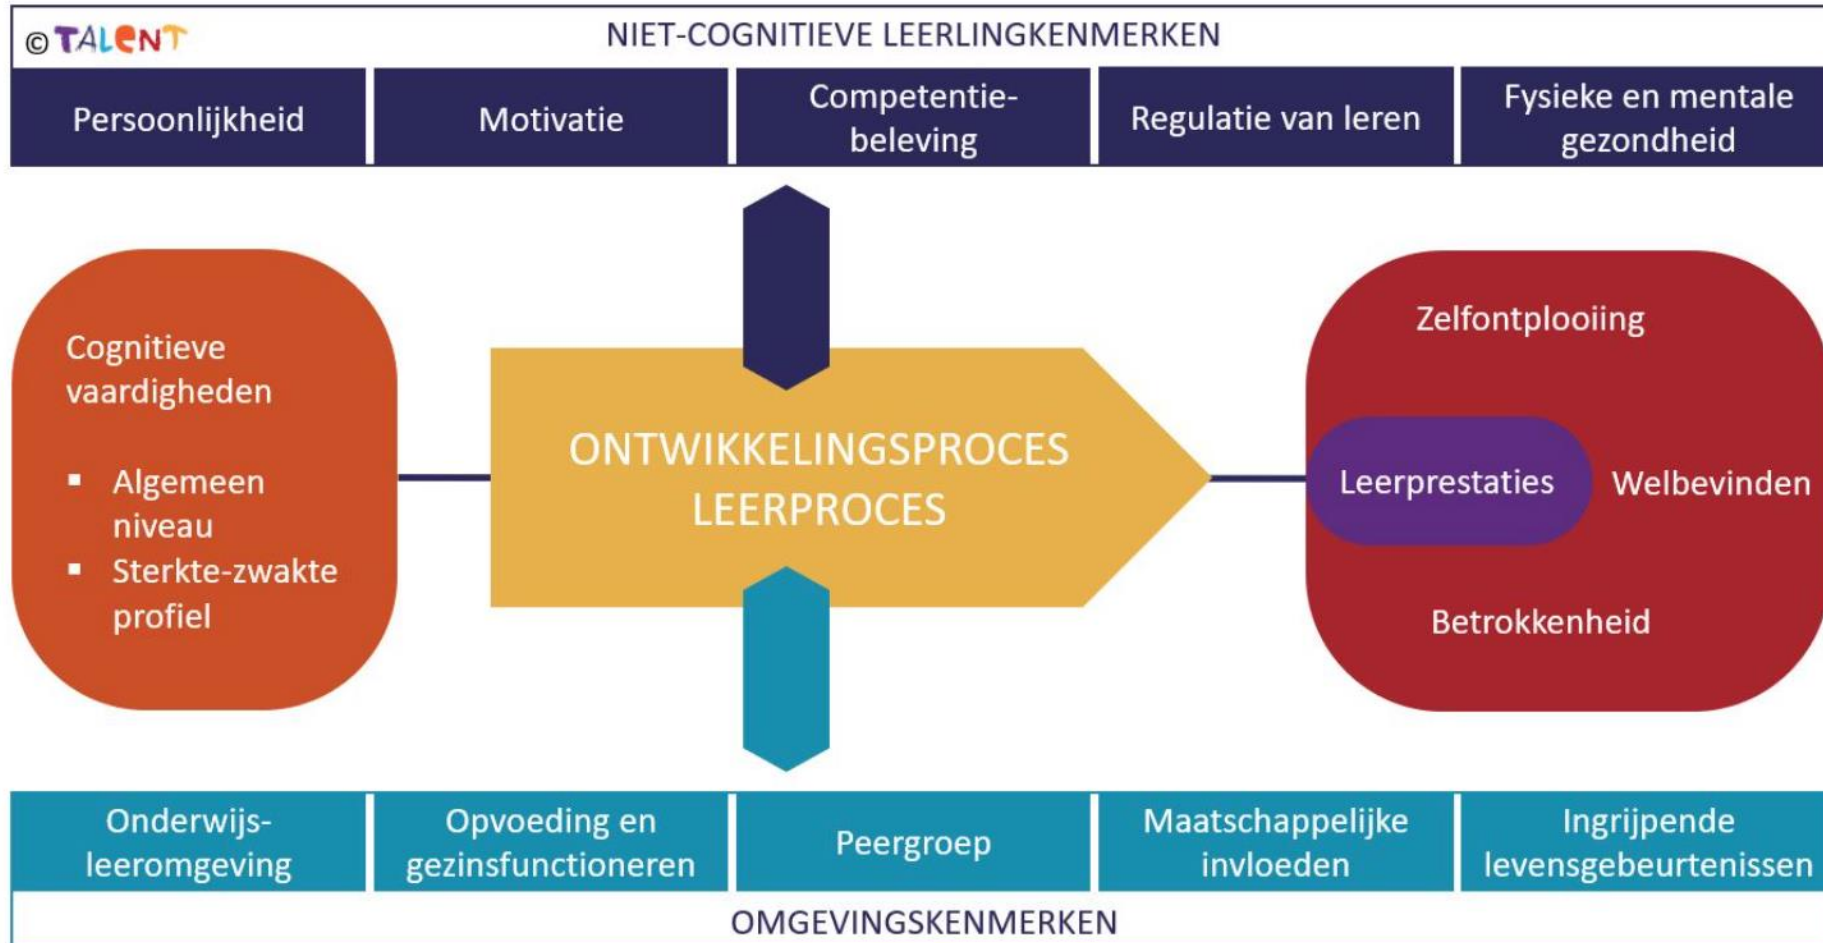 © TALENT
NIET-COGNITIEVE LEERLINGKENMERKEN
Persoonlijkheid
Motivatie
Competentie-
beleving
Regulatie van leren
Fysieke en mentale
gezondheid
Cognitieve
vaardigheden
▪ Algemeen
niveau
▪ Sterkte-zwakte
profiel
ONTWIKKELINGSPROCES
LEERPROCES
Zelfontplooiing
Leerprestaties
Welbevinden
Betrokkenheid
Onderwijs-
leeromgeving
Opvoeding en
gezinsfunctioneren
Peergroep
Maatschappelijke
invloeden
Ingrijpende
levensgebeurtenissen
OMGEVINGSKENMERKEN